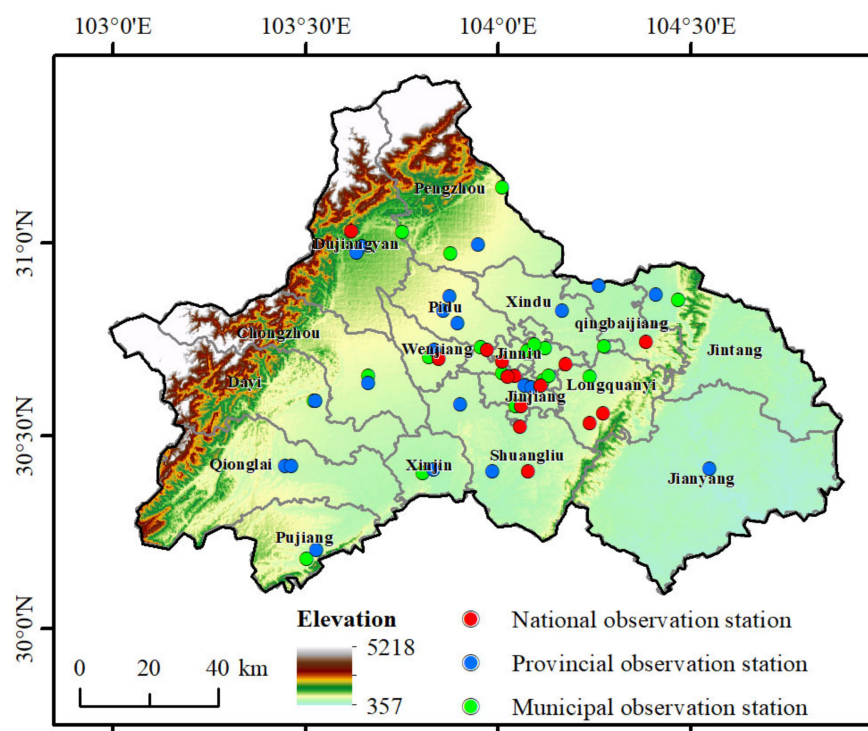 103°0'E 103°30'E 104°0'E 104°30'E
31°0'N
30°30'N
30°0'N
Pengzhou
Dujiangyan
Pidu
Xindu
qingbaijiang
Chongzhou
Wenjiang
Jinniu
Jintang
Dayi
Jinjiang
Longquanyi
Qionglai
Xinjin
Shuangliu
Jianyang
Pujiang
Elevation
5218
357
0 20 40 km
National observation station
Provincial observation station
Municipal observation station